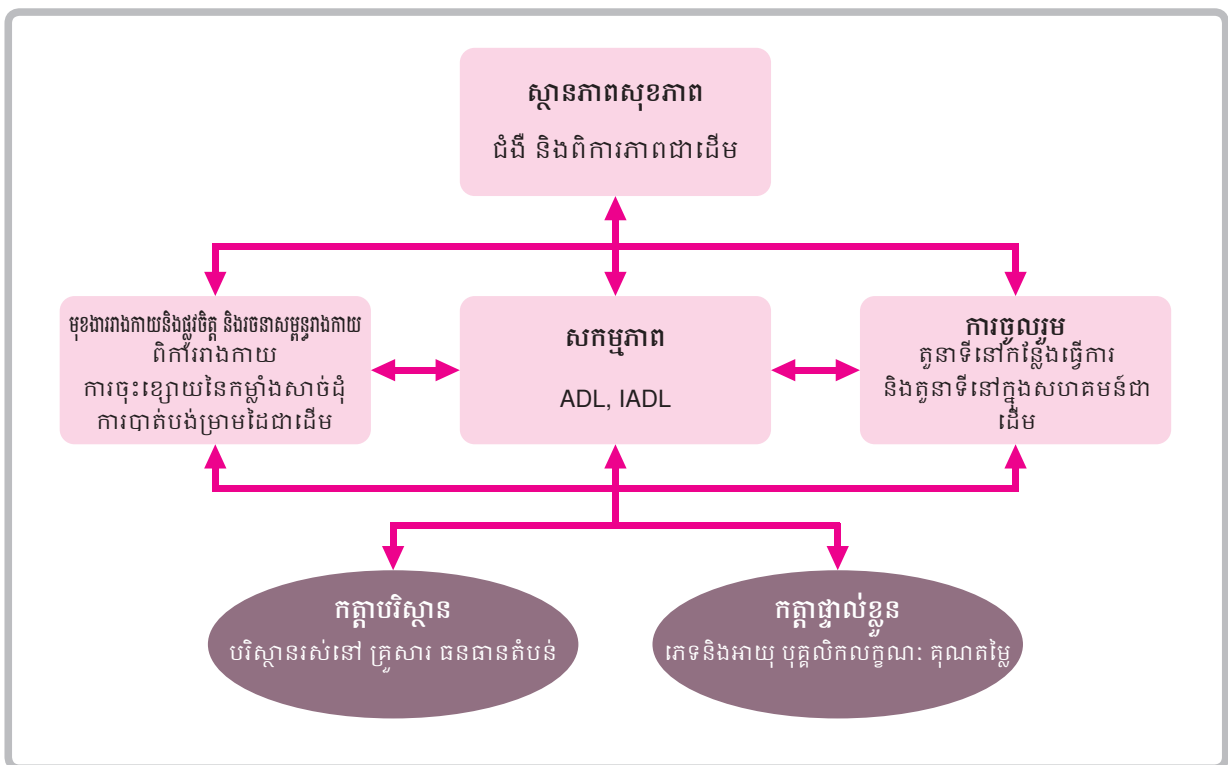 ស្ថានភាពសុខភាព
ជំងឺ និងពិការភាពជាដើម
មុខងាររាងកាយនិងផ្លូវចិត្ត និងរចនាសម្ពន្ធរាងកាយ
ពិការរាងកាយ
ការចុះខ្សោយនៃកម្លាំងសាច់ដុំ
ការបាត់បង់ម្រាមដៃជាដើម
សកម្មភាព
ADL, IADL
ការចូលរួម
តួនាទីនៅកន្លែងធ្វើការ
និងតួនាទីនៅក្នុងសហគមន៍ជា
ដើម
កត្តាបរិស្ថាន
បរិស្ថានរស់នៅ គ្រួសារ ធនធានតំបន់
កត្តាផ្ទាល់ខ្លួន
ភេទនិងអាយុ បុគ្គលិកលក្ខណៈ គុណតម្លៃ